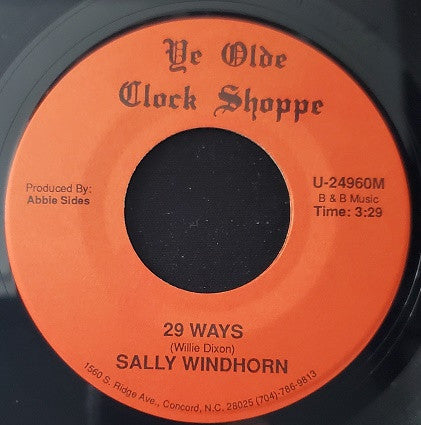 Ye Olde
Clock Shoppe
Produced By:
Abbie Sides
U-24960M
B & B Music
Time: 3:29
29 WAYS
(Willie Dixon)
SALLY WINDHORN
1560 S. Ridge Ave., Concord, N.C. 28025 (704)-786-9813